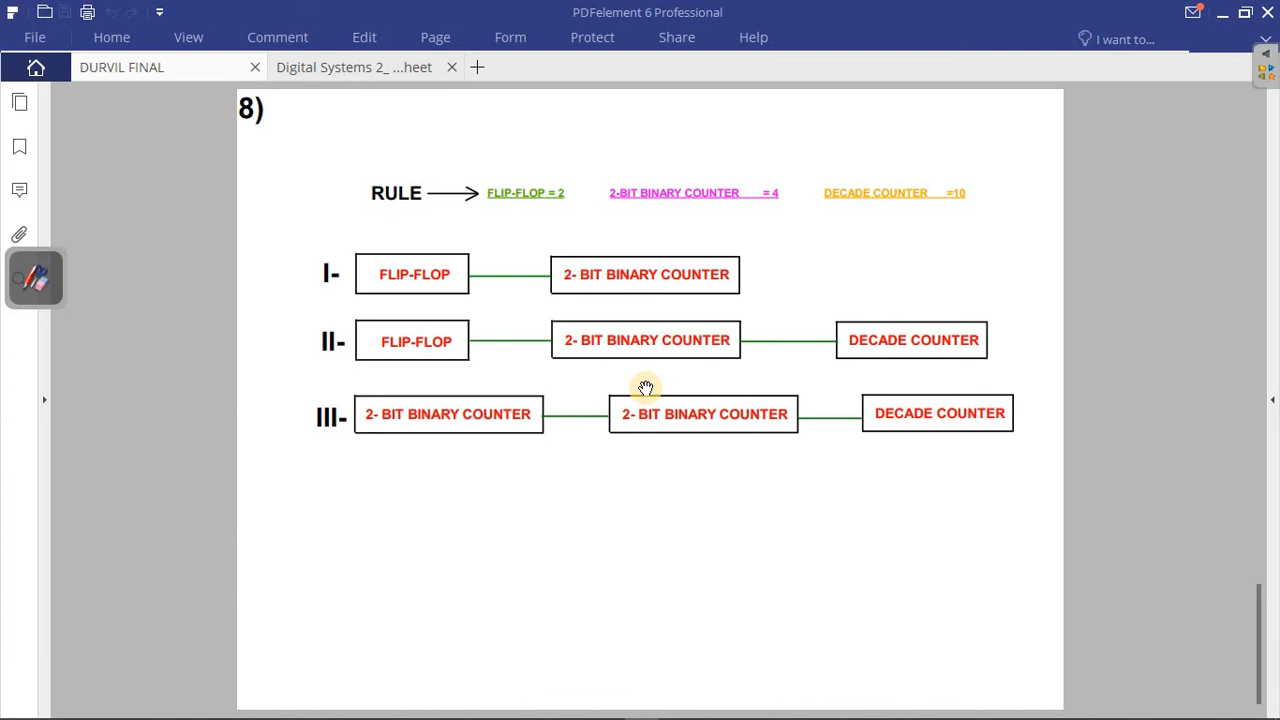 PDFelement 6 Professional
File Home View Comment Edit Page Form Protect Share Help I want to...
DURVIL FINAL Digital Systems 2_ ...heet
8)
RULE FLIP-FLOP = 2 2-BIT BINARY COUNTER = 4 DECADE COUNTER =10
I- FLIP-FLOP 2- BIT BINARY COUNTER
II- FLIP-FLOP 2- BIT BINARY COUNTER DECADE COUNTER
III- 2- BIT BINARY COUNTER 2- BIT BINARY COUNTER DECADE COUNTER